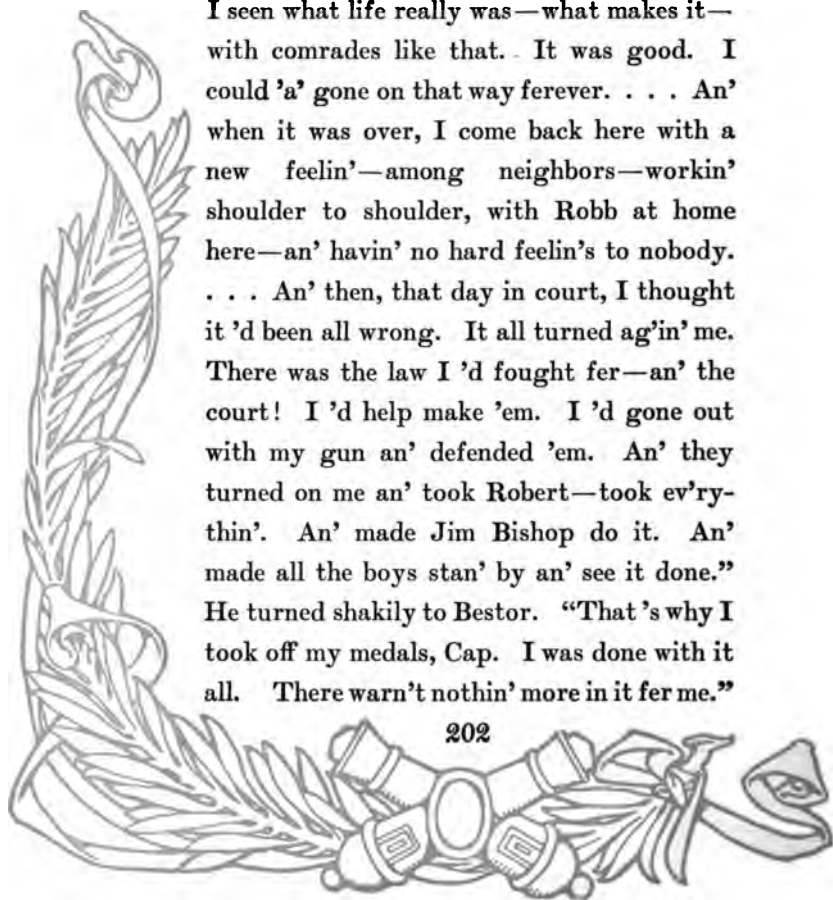 I seen what life really was—what makes it—
with comrades like that. It was good. I
could 'a' gone on that way ferever. . . . An'
when it was over, I come back here with a
new feelin'—among neighbors—workin'
shoulder to shoulder, with Robb at home
here—an' havin' no hard feelin's to nobody.
. . . An' then, that day in court, I thought
it 'd been all wrong. It all turned ag'in' me.
There was the law I 'd fought fer—an' the
court! I 'd help make 'em. I 'd gone out
with my gun an' defended 'em. An' they
turned on me an' took Robert—took ev'ry-
thin'. An' made Jim Bishop do it. An'
made all the boys stan' by an' see it done.”
He turned shakily to Bestor. “That 's why I
took off my medals, Cap. I was done with it
all. There warn't nothin' more in it fer me.”
202